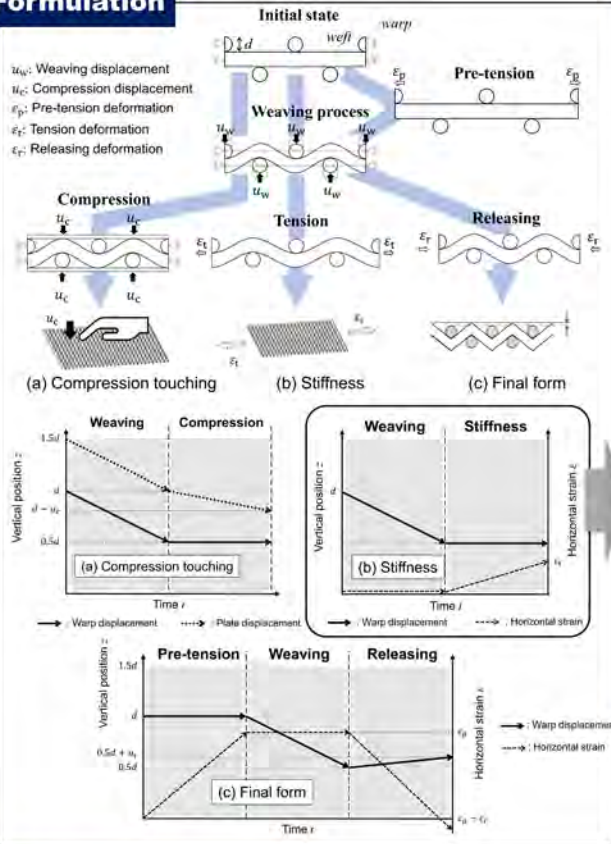 Formulation
Initial state
warp
weft
d
u_w: Weaving displacement
u_c: Compression displacement
ε_p: Pre-tension deformation
ε_r: Tension deformation
ε_r: Releasing deformation
Pre-tension
ε_p ε_p
Weaving process
u_w u_w u_w
u_w u_w
Compression
u_c u_c
u_c u_c
Tension
ε_t ε_t
Releasing
ε_r ε_r
u_c
ε_t
ε_t
(a) Compression touching
(b) Stiffness
(c) Final form
Weaving Compression
Vertical position z
1.5d
d
d − u_c
0.5d
(a) Compression touching
Time t
: Warp displacement : Plate displacement
Weaving Stiffness
Vertical position z
d
Horizontal strain ε
(b) Stiffness
Time t
: Warp displacement : Horizontal strain
Pre-tension Weaving Releasing
Vertical position z
1.5d
d
0.5d + u_r
0.5d
ε_p
ε_p − ε_r
Horizontal strain ε
(c) Final form
Time t
: Warp displacement
: Horizontal strain